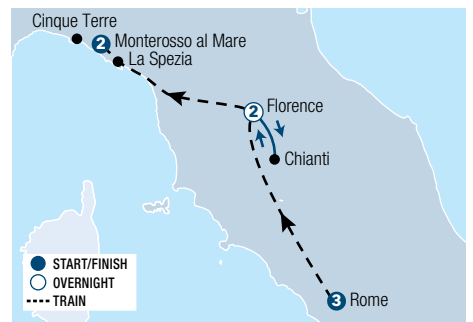 Cinque Terre
2 Monterosso al Mare
La Spezia
2 Florence
Chianti
3 Rome
START/FINISH
OVERNIGHT
TRAIN